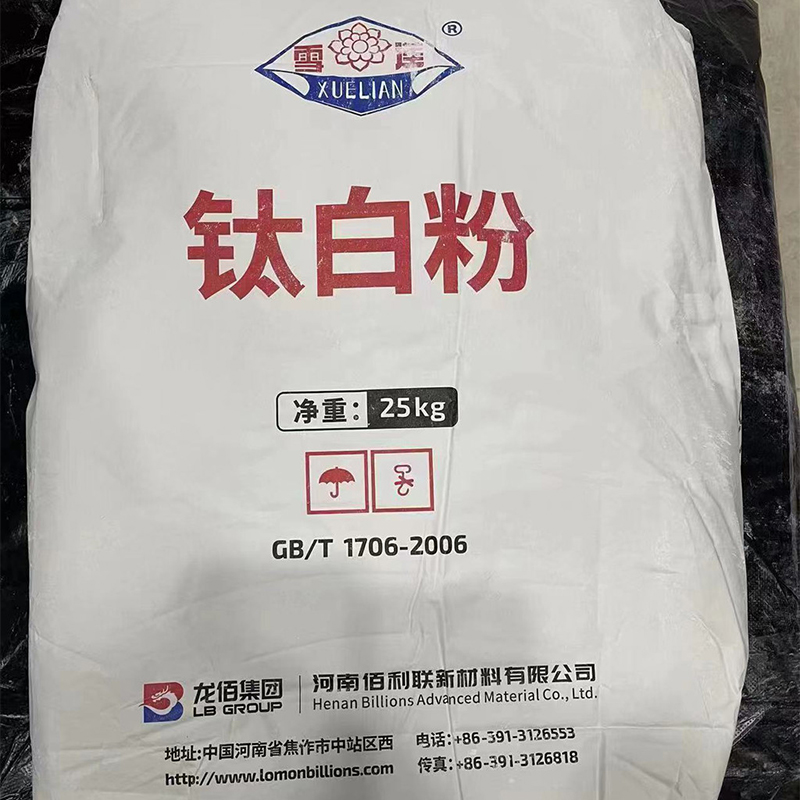 雪莲®
XUELIAN
钛白粉
净重：25kg
GB/T 1706-2006
龙佰集团
LB GROUP
河南佰利联新材料有限公司
Henan Billions Advanced Material Co., Ltd.
地址:中国河南省焦作市中站区西 电话:+86-391-3126553
http://www.lomonbillions.com 传真:+86-391-3126818